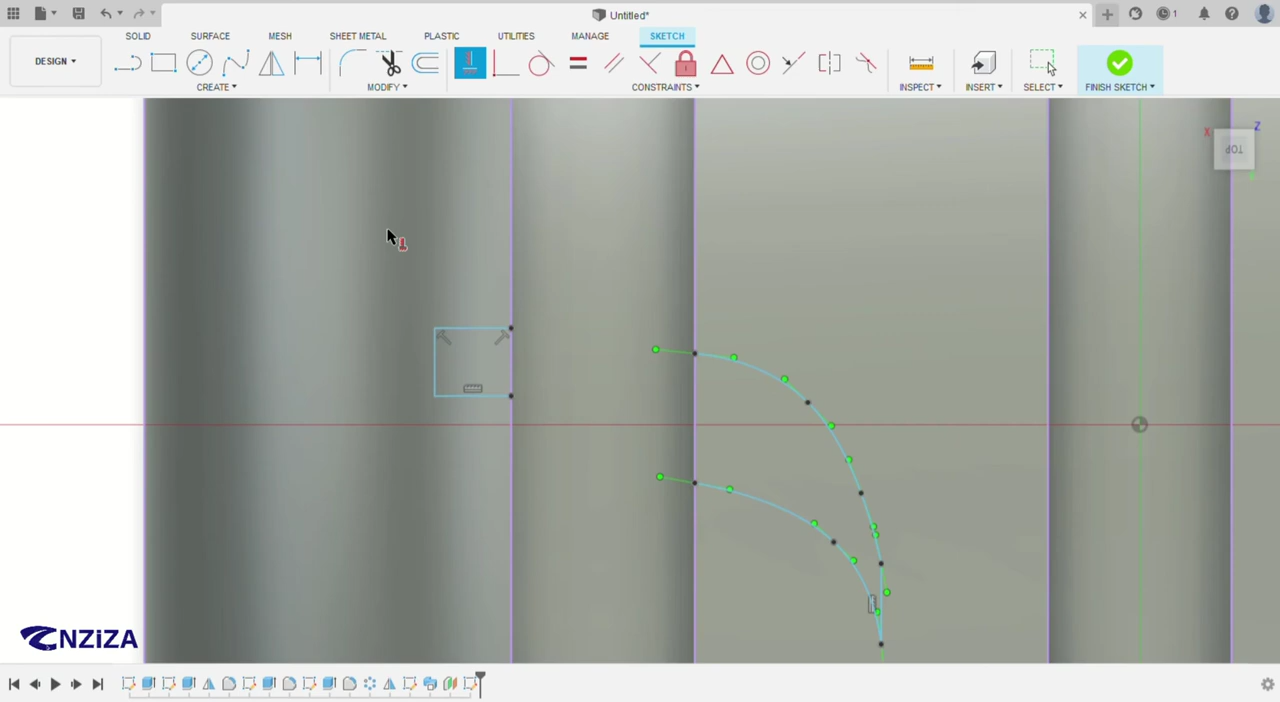 Untitled*
1
SOLID SURFACE MESH SHEET METAL PLASTIC UTILITIES MANAGE SKETCH
DESIGN
CREATE MODIFY CONSTRAINTS INSPECT INSERT SELECT FINISH SKETCH
X Z
TOP
NZIZA